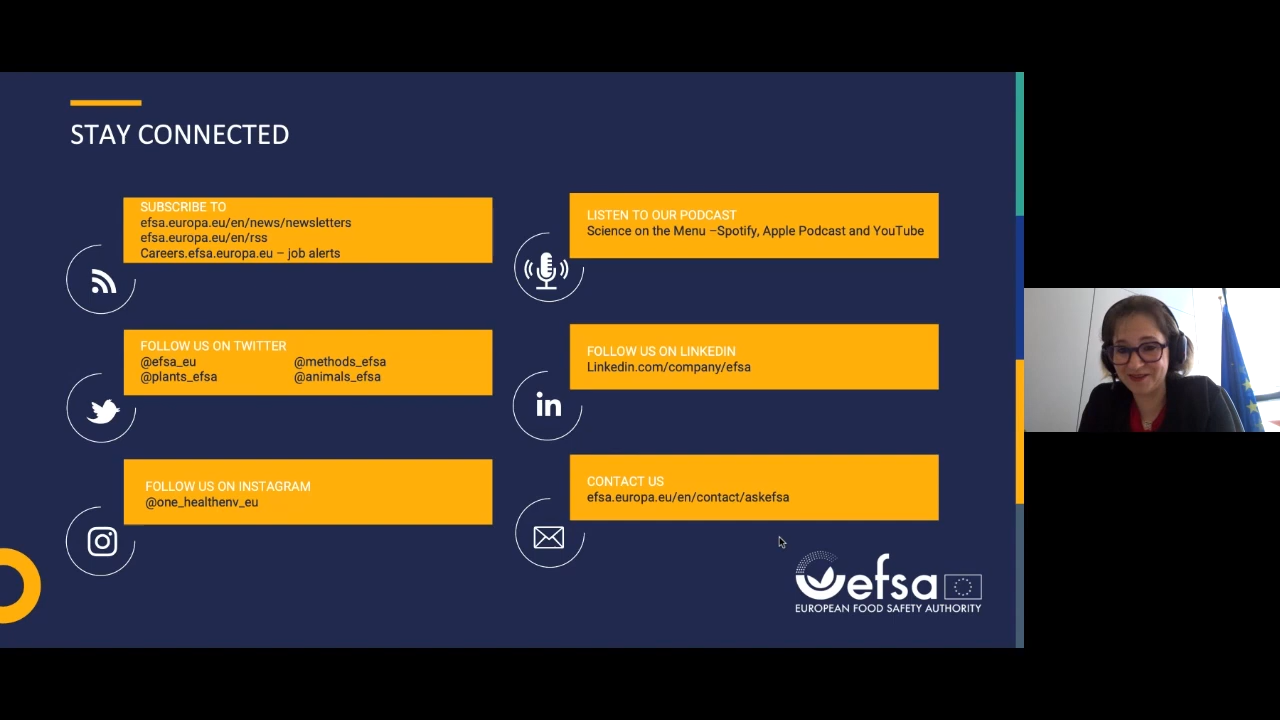 STAY CONNECTED
SUBSCRIBE TO
efsa.europa.eu/en/news/newsletters
efsa.europa.eu/en/rss
Careers.efsa.europa.eu – job alerts
LISTEN TO OUR PODCAST
Science on the Menu –Spotify, Apple Podcast and YouTube
FOLLOW US ON TWITTER
@efsa_eu @methods_efsa
@plants_efsa @animals_efsa
FOLLOW US ON LINKEDIN
Linkedin.com/company/efsa
in
FOLLOW US ON INSTAGRAM
@one_healthenv_eu
CONTACT US
efsa.europa.eu/en/contact/askefsa
efsa
EUROPEAN FOOD SAFETY AUTHORITY